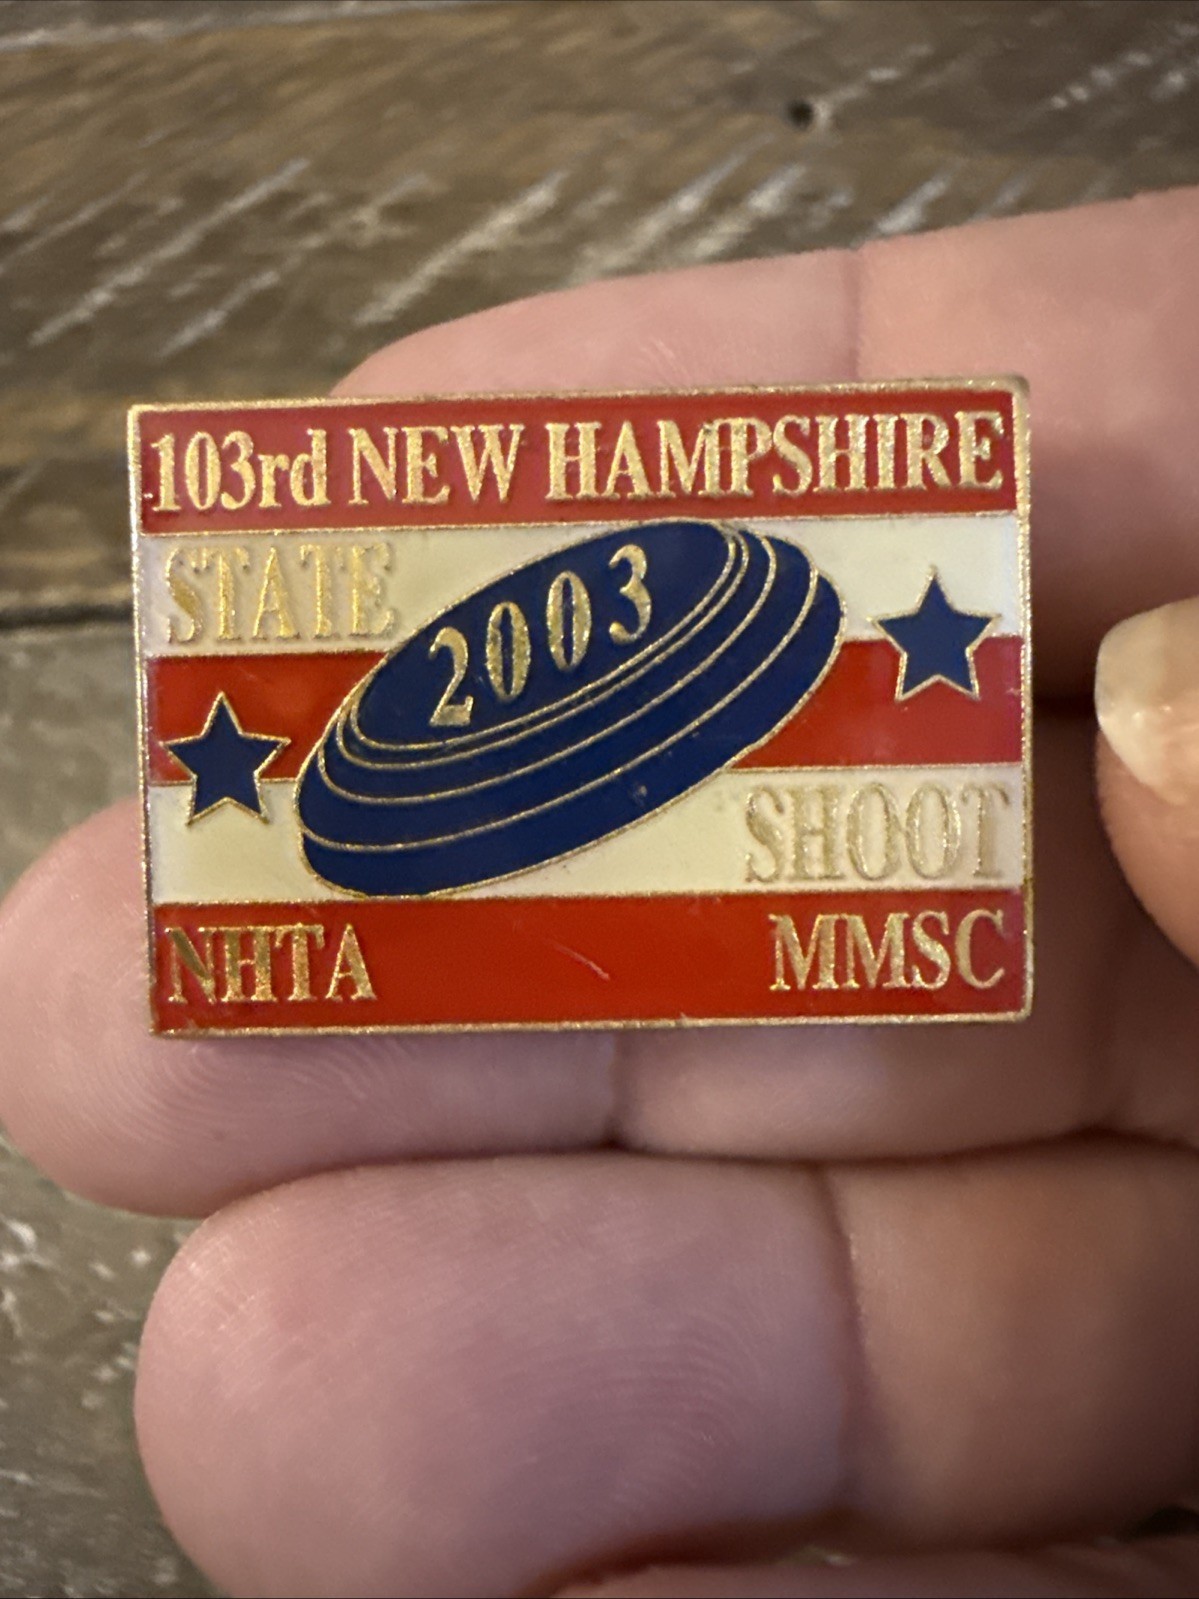 103rd NEW HAMPSHIRE
STATE
2003
SHOOT
NHTA MMSC